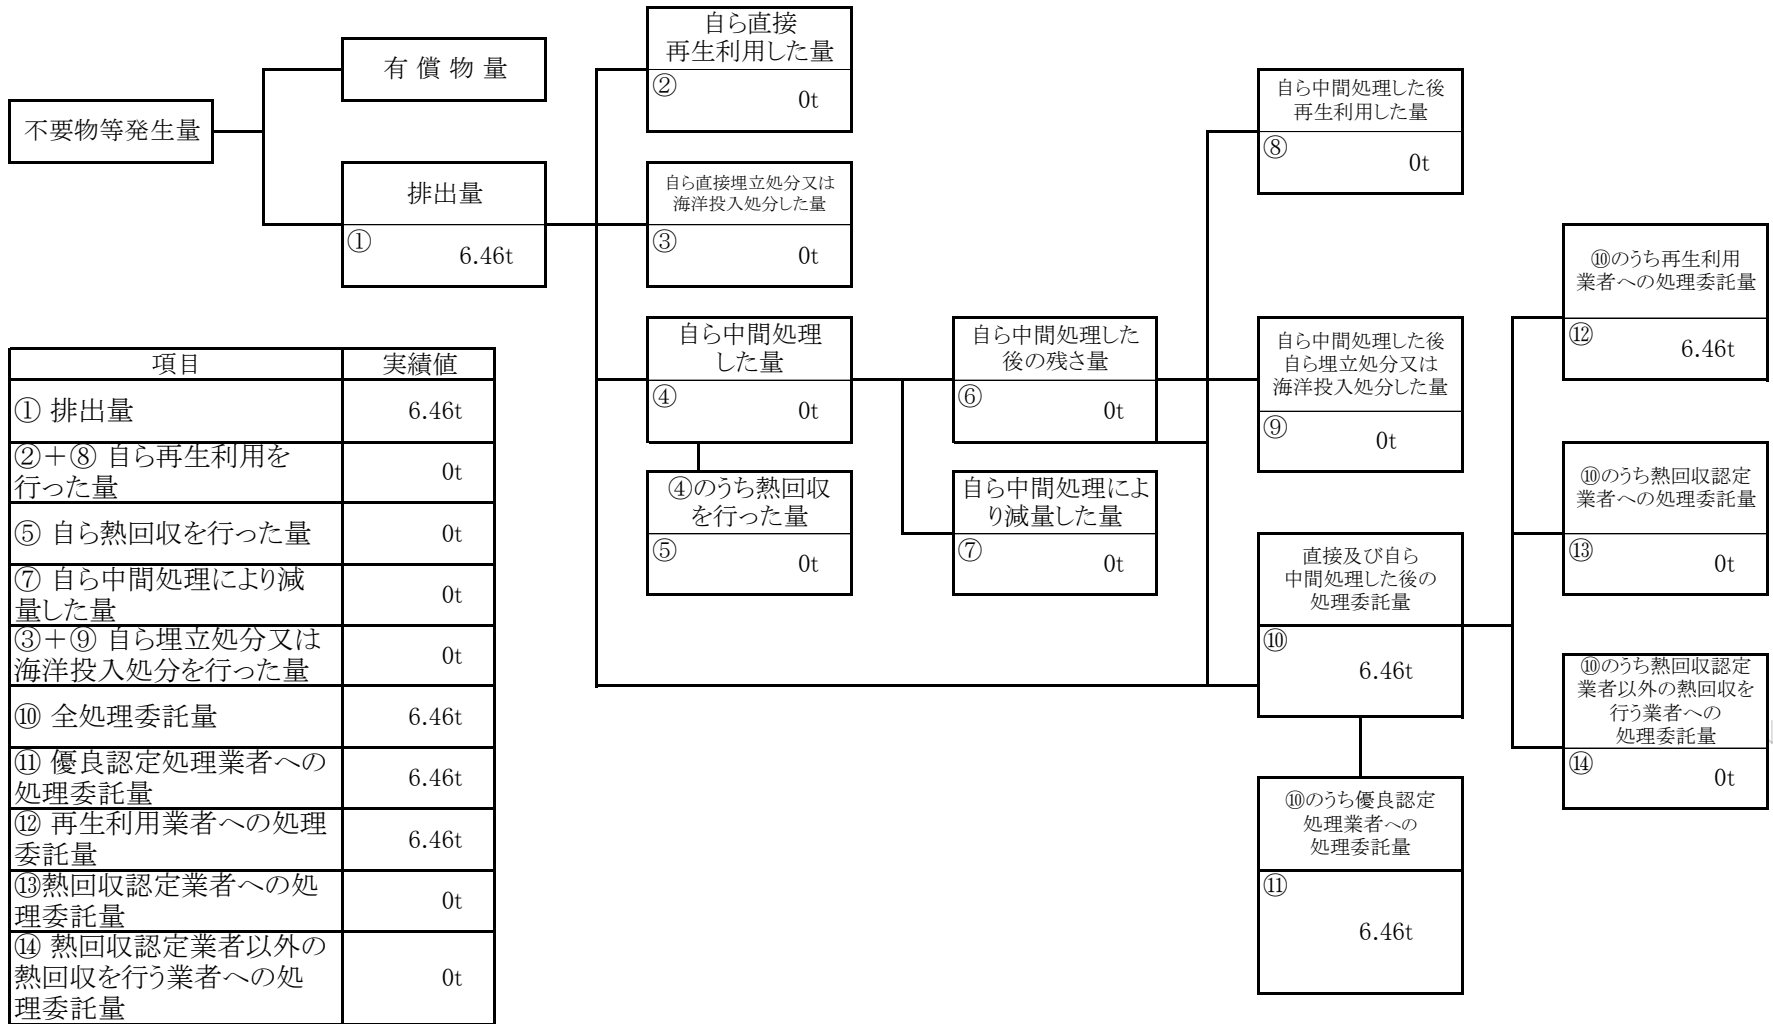 不要物等発生量
有償物量
排出量
①
6.46t
自ら直接
再生利用した量
②
0t
自ら直接埋立処分又は
海洋投入処分した量
③
0t
自ら中間処理
した量
④
0t
④のうち熱回収
を行った量
⑤
0t
自ら中間処理した
後の残さ量
⑥
0t
自ら中間処理によ
り減量した量
⑦
0t
自ら中間処理した後
再生利用した量
⑧
0t
自ら中間処理した後
自ら埋立処分又は
海洋投入処分した量
⑨
0t
直接及び自ら
中間処理した後の
処理委託量
⑩
6.46t
⑩のうち優良認定
処理業者への
処理委託量
⑪
6.46t
⑩のうち再生利用
業者への処理委託量
⑫
6.46t
⑩のうち熱回収認定
業者への処理委託量
⑬
0t
⑩のうち熱回収認定
業者以外の熱回収を
行う業者への
処理委託量
⑭
0t
項目 実績値
① 排出量 6.46t
②＋⑧ 自ら再生利用を
行った量 0t
⑤ 自ら熱回収を行った量 0t
⑦ 自ら中間処理により減
量した量 0t
③＋⑨ 自ら埋立処分又は
海洋投入処分を行った量 0t
⑩ 全処理委託量 6.46t
⑪ 優良認定処理業者への
処理委託量 6.46t
⑫ 再生利用業者への処理
委託量 6.46t
⑬熱回収認定業者への処
理委託量 0t
⑭ 熱回収認定業者以外の
熱回収を行う業者への処
理委託量 0t